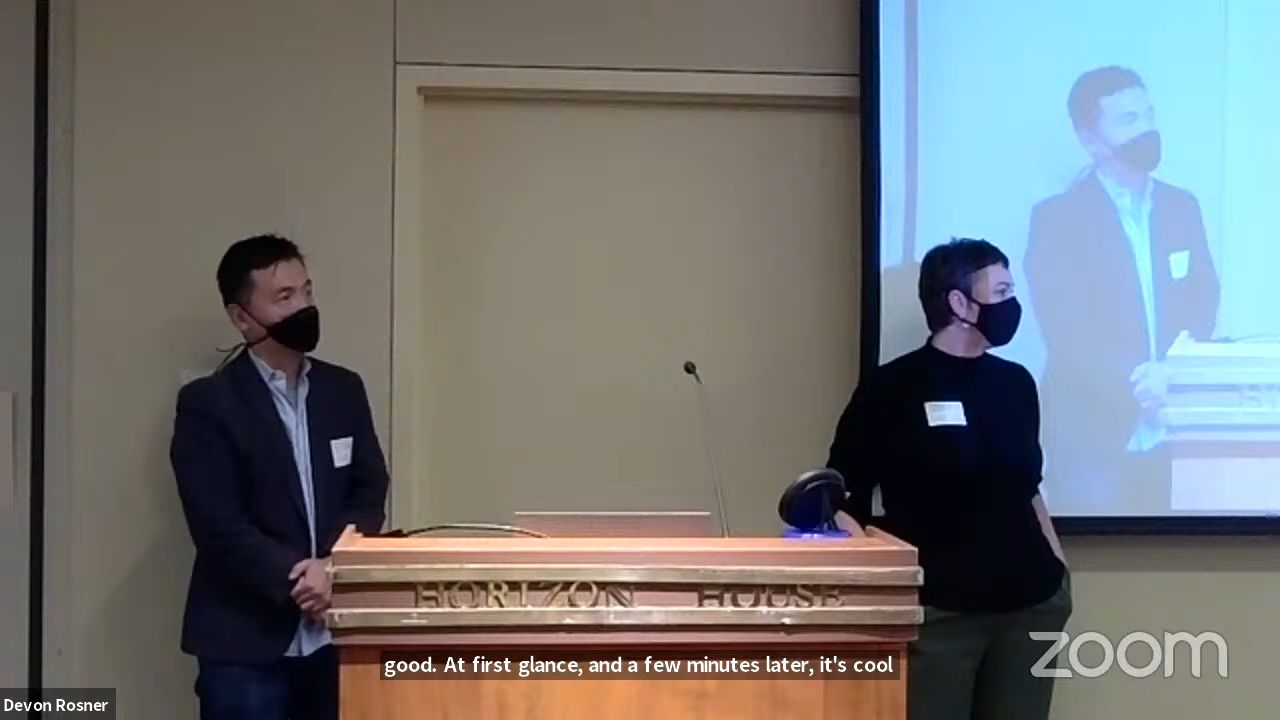 HORIZON HOUSE
good. At first glance, and a few minutes later, it's cool
zoom
Devon Rosner